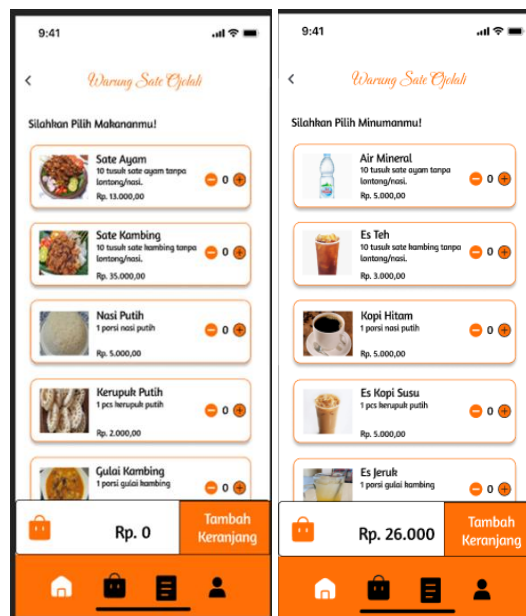 9:41
Warung Sate Ojolali
Silahkan Pilih Makananmu!
Sate Ayam
10 tusuk sate ayam tanpa
lontong/nasi.
Rp. 13.000,00
0
Sate Kambing
10 tusuk sate kambing tanpa
lontong/nasi.
Rp. 35.000,00
0
Nasi Putih
1 porsi nasi putih
Rp. 5.000,00
0
Kerupuk Putih
1 pcs kerupuk putih
Rp. 2.000,00
0
Gulai Kambing
1 porsi gulai kambing
0
Rp. 0
Tambah
Keranjang
9:41
Warung Sate Ojolali
Silahkan Pilih Minumanmu!
Air Mineral
10 tusuk sate ayam tanpa
lontong/nasi.
Rp. 5.000,00
0
Es Teh
10 tusuk sate kambing tanpa
lontong/nasi.
Rp. 3.000,00
0
Kopi Hitam
1 porsi nasi putih
Rp. 5.000,00
0
Es Kopi Susu
1 pcs kerupuk putih
Rp. 5.000,00
0
Es Jeruk
1 porsi gulai kambing
0
Rp. 26.000
Tambah
Keranjang